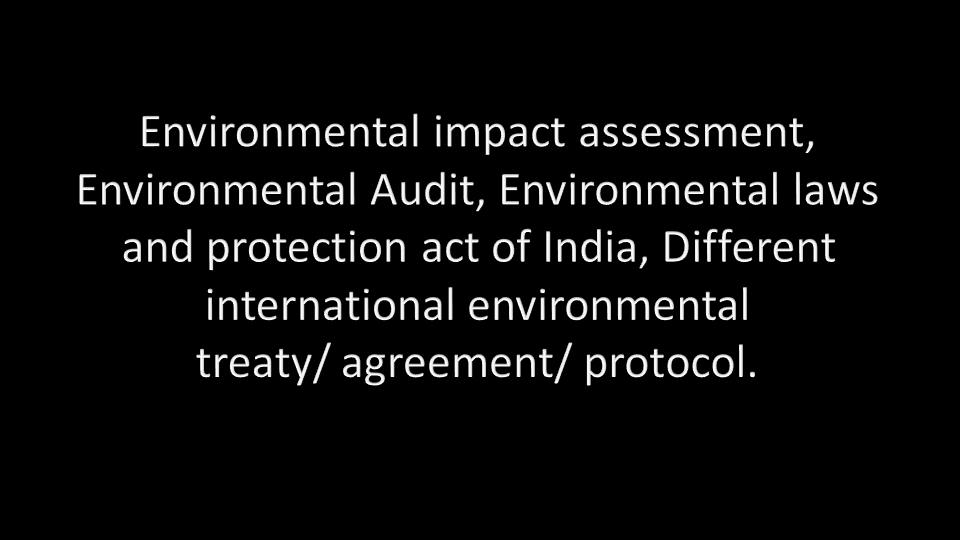 Environmental impact assessment,
Environmental Audit, Environmental laws
and protection act of India, Different
international environmental
treaty/ agreement/ protocol.